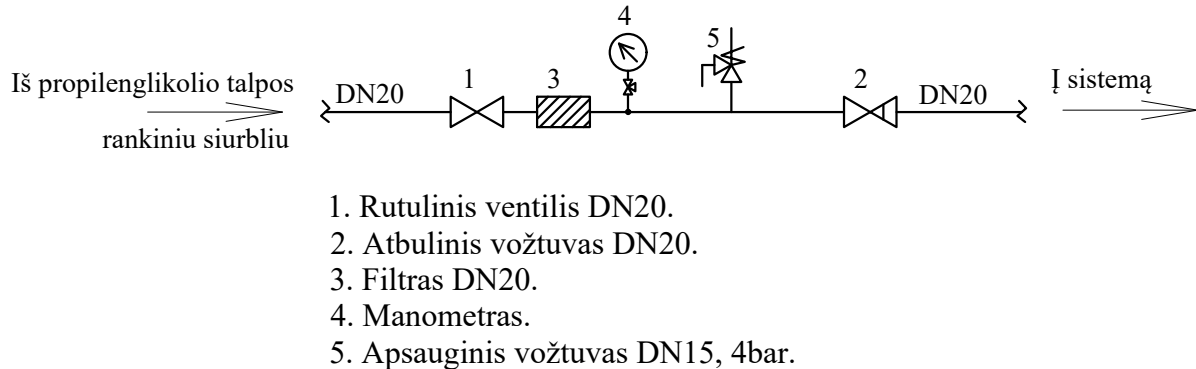 4
5
Iš propilenglikolio talpos
DN20
1
3
2
DN20
Į sistemą
rankiniu siurbliu
1. Rutulinis ventilis DN20.
2. Atbulinis vožtuvas DN20.
3. Filtras DN20.
4. Manometras.
5. Apsauginis vožtuvas DN15, 4bar.